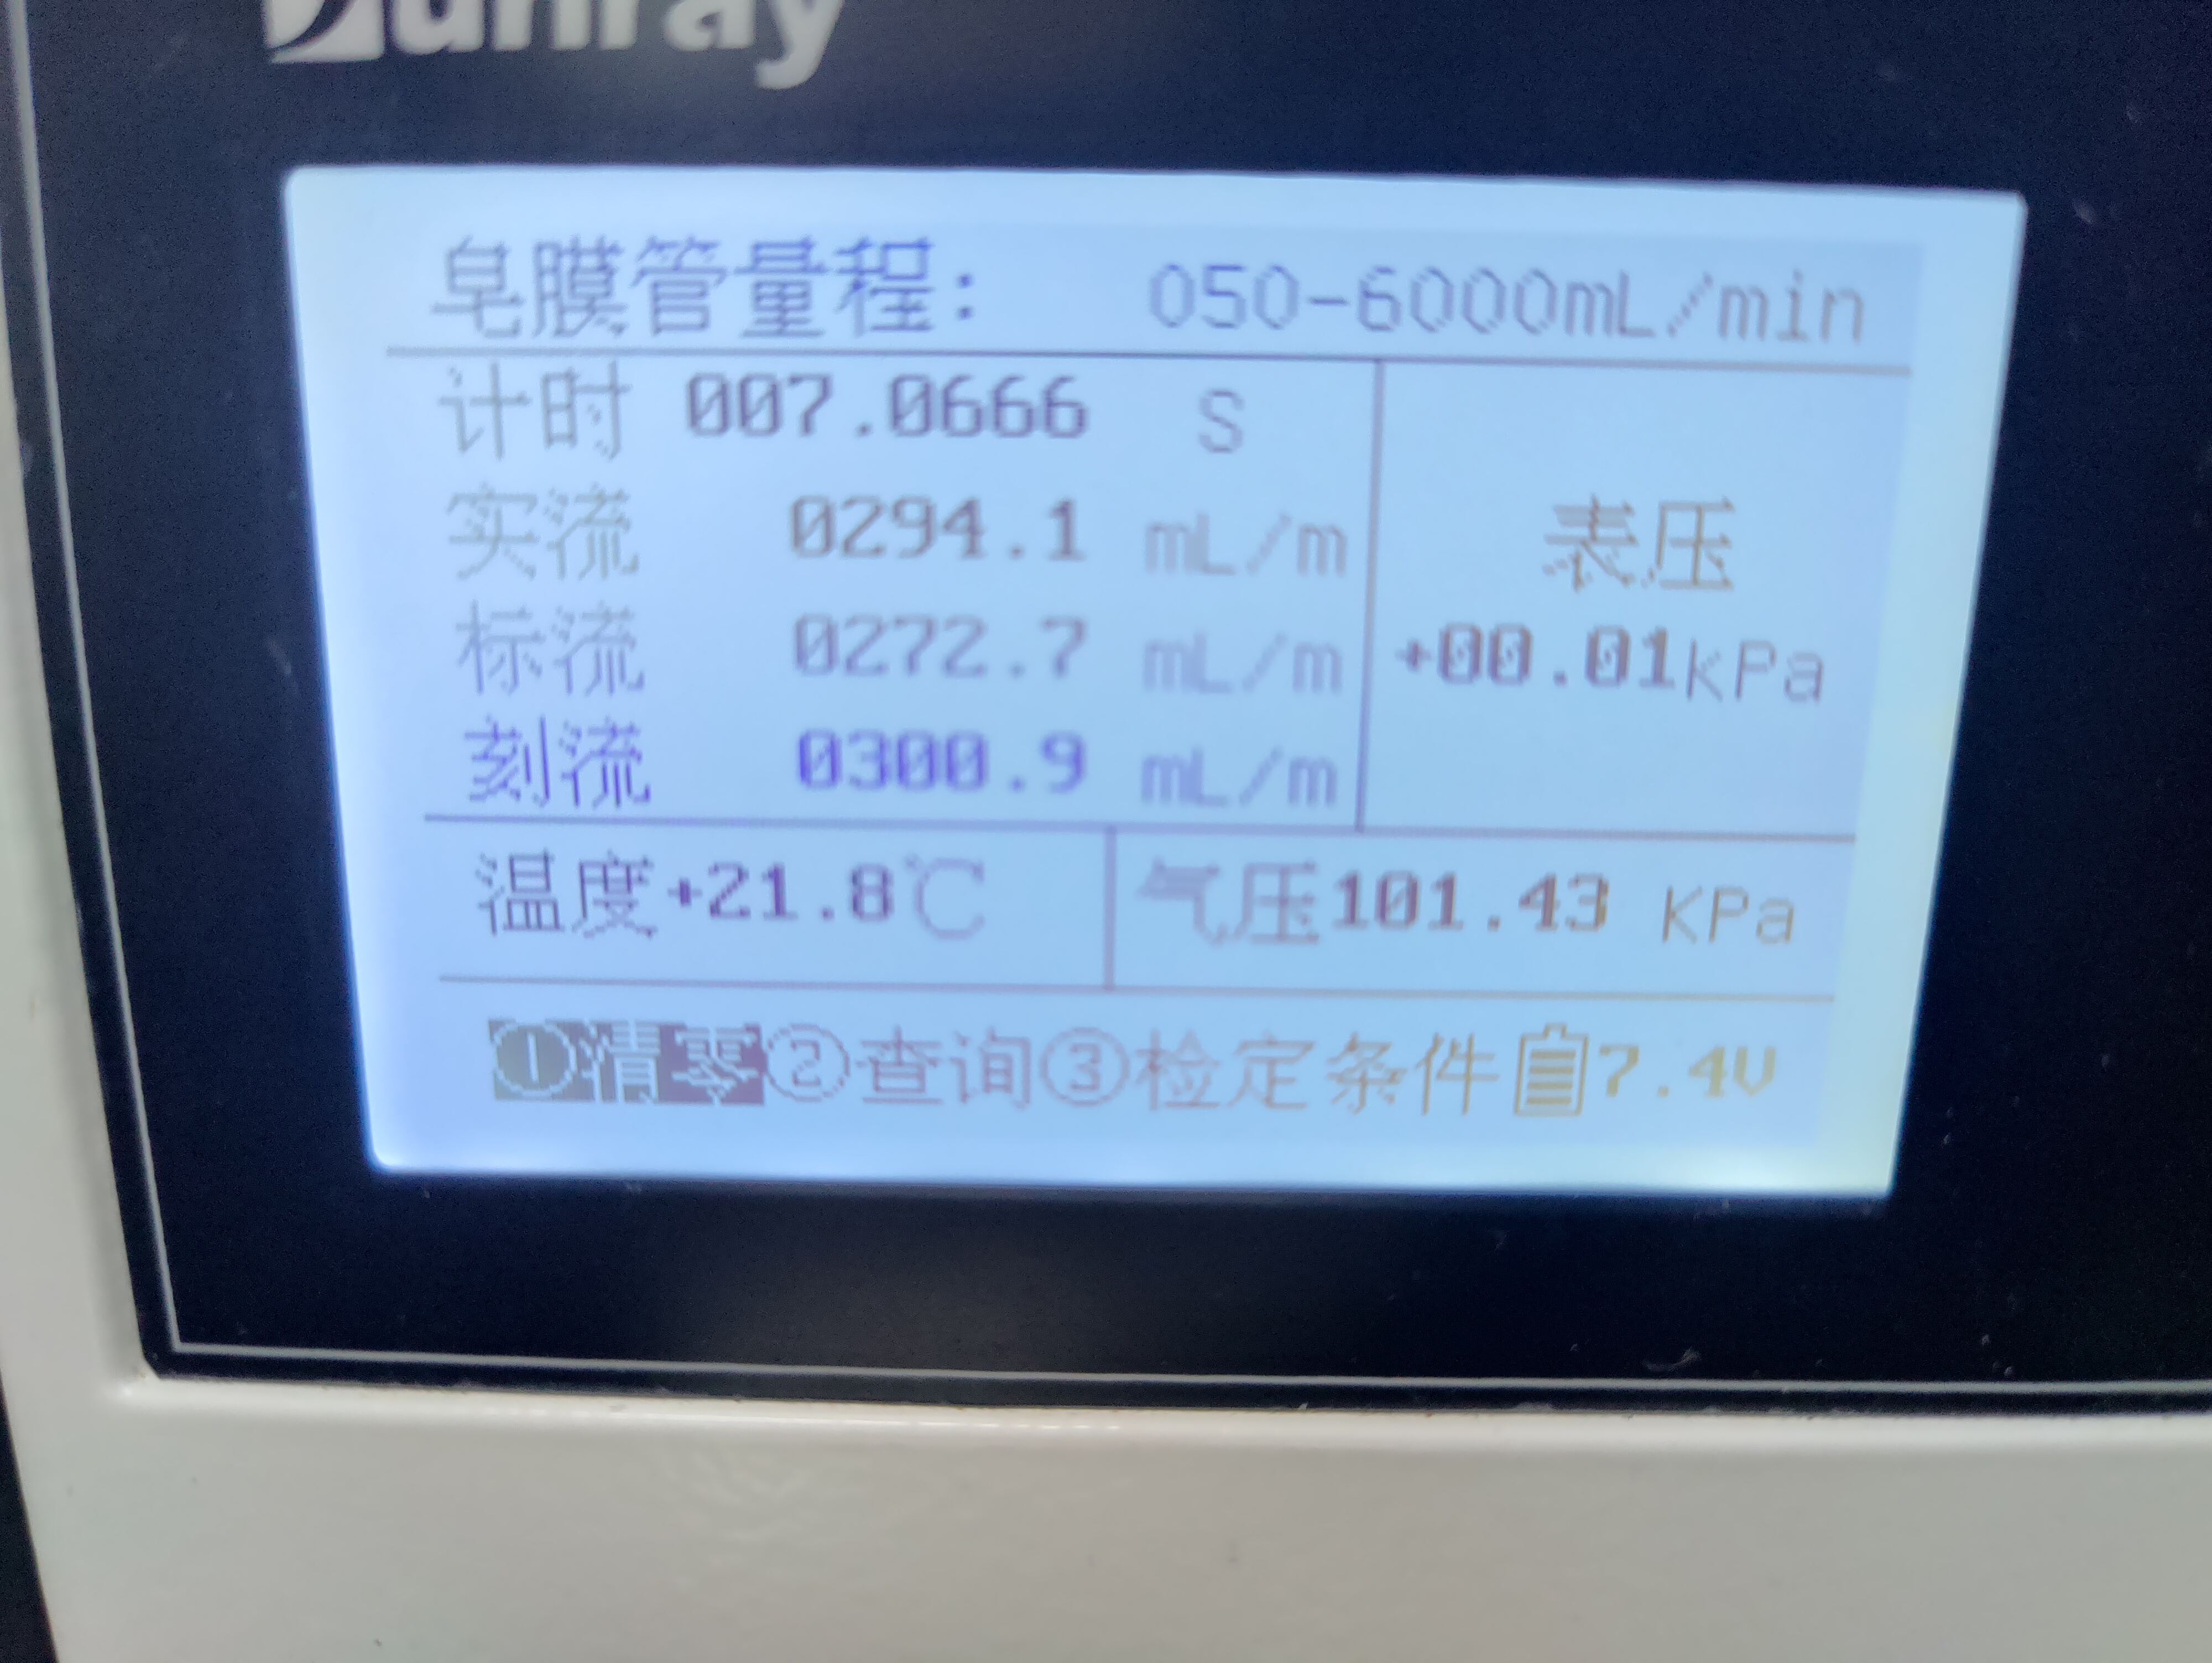 皂膜管量程: 050-6000mL/min
计时 007.0666 S
实流 0294.1 mL/m
标流 0272.7 mL/m
刻流 0300.9 mL/m
表压
+00.01KPa
温度+21.8℃ 气压101.43 KPa
①清零②查询③检定条件 7.4V